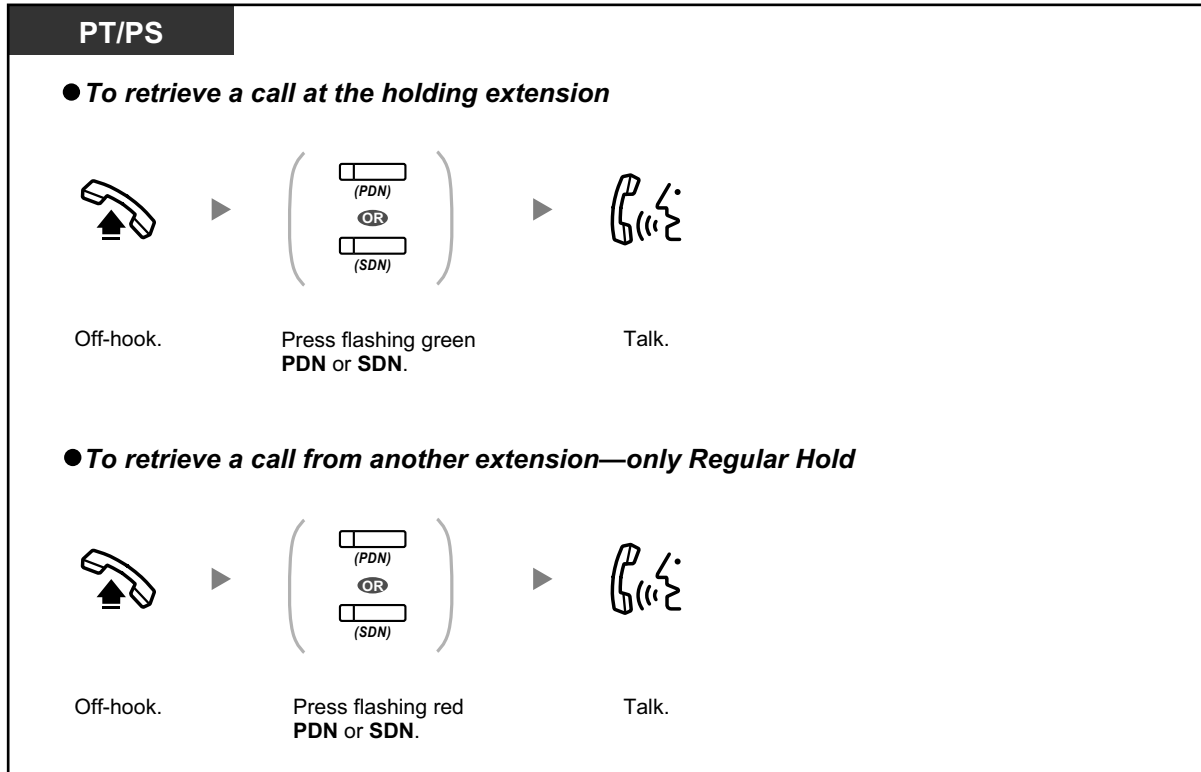 PT/PS
To retrieve a call at the holding extension
(PDN)
OR
(SDN)
Off-hook.
Press flashing green
PDN or SDN.
Talk.
To retrieve a call from another extension—only Regular Hold
(PDN)
OR
(SDN)
Off-hook.
Press flashing red
PDN or SDN.
Talk.